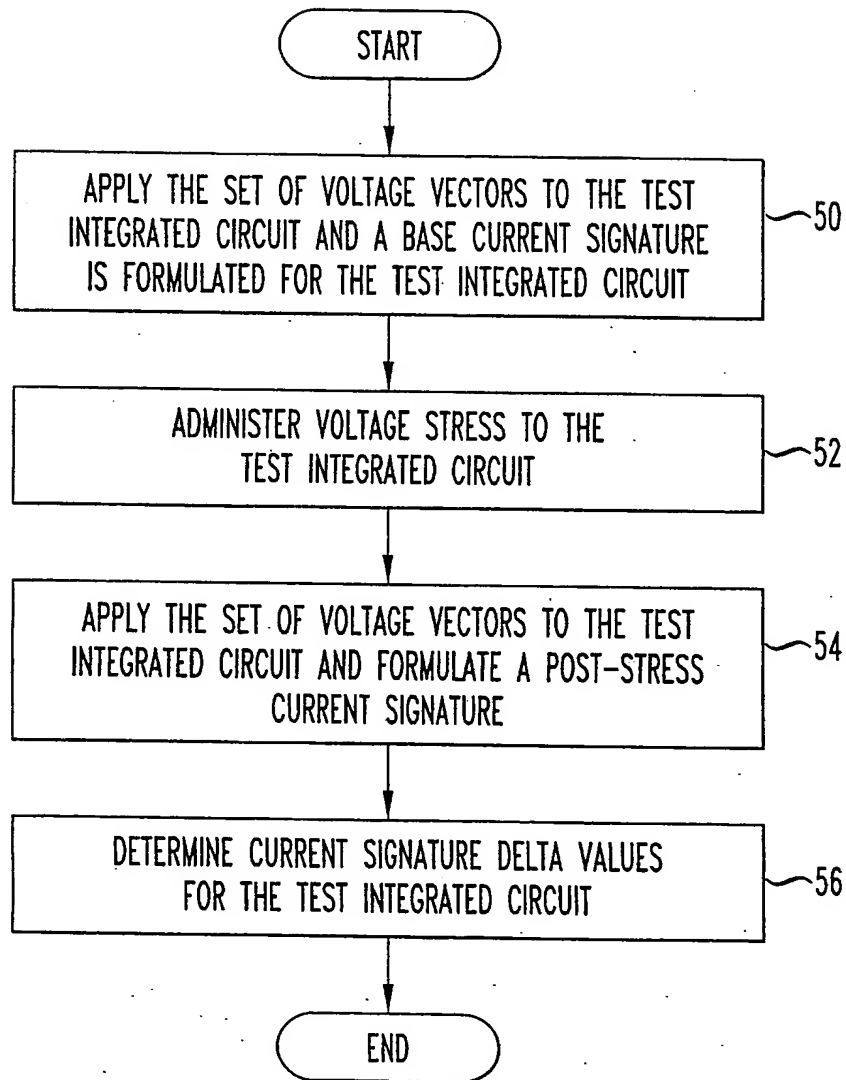 START
APPLY THE SET OF VOLTAGE VECTORS TO THE TEST
INTEGRATED CIRCUIT AND A BASE CURRENT SIGNATURE
IS FORMULATED FOR THE TEST INTEGRATED CIRCUIT
50
ADMINISTER VOLTAGE STRESS TO THE
TEST INTEGRATED CIRCUIT
52
APPLY THE SET OF VOLTAGE VECTORS TO THE TEST
INTEGRATED CIRCUIT AND FORMULATE A POST-STRESS
CURRENT SIGNATURE
54
DETERMINE CURRENT SIGNATURE DELTA VALUES
FOR THE TEST INTEGRATED CIRCUIT
56
END